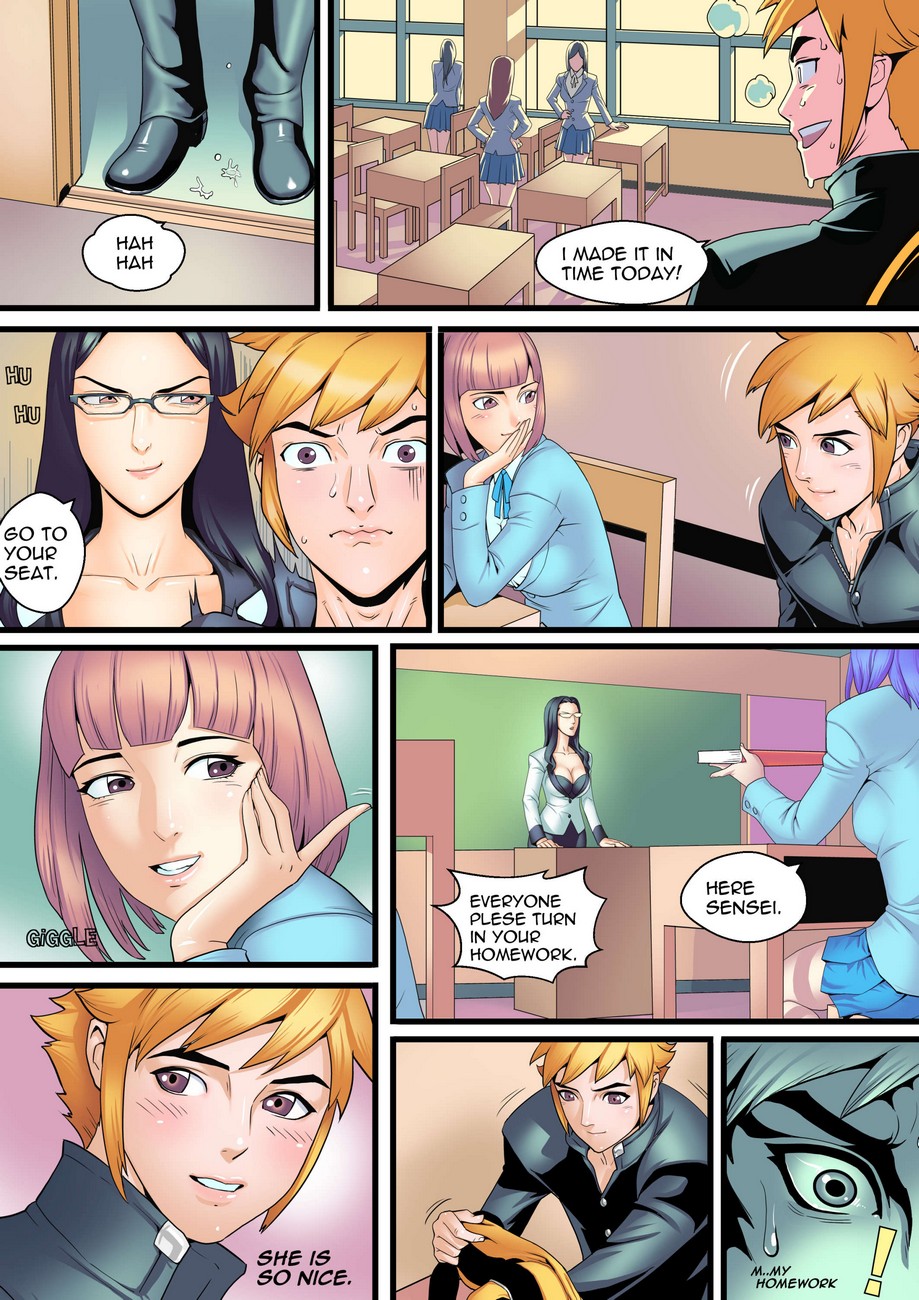 HAH
HAH
I MADE IT IN
TIME TODAY!
HU
HU
GO TO
YOUR
SEAT.
GiGGLE
EVERYONE
PLESE TURN
IN YOUR
HOMEWORK.
HERE
SENSEI.
SHE IS
SO NICE.
M..MY
HOMEWORK
!